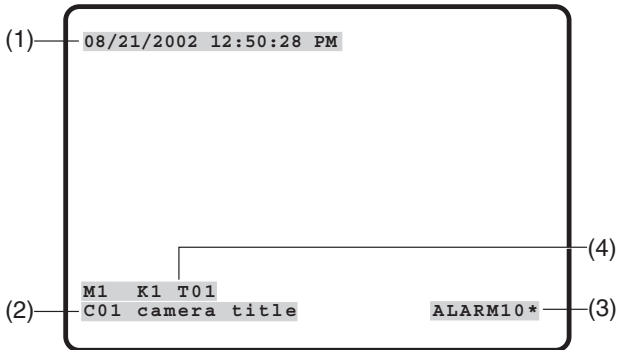 (1) 08/21/2002 12:50:28 PM
(4)
M1 K1 T01
(2) C01 camera title ALARM10* (3)